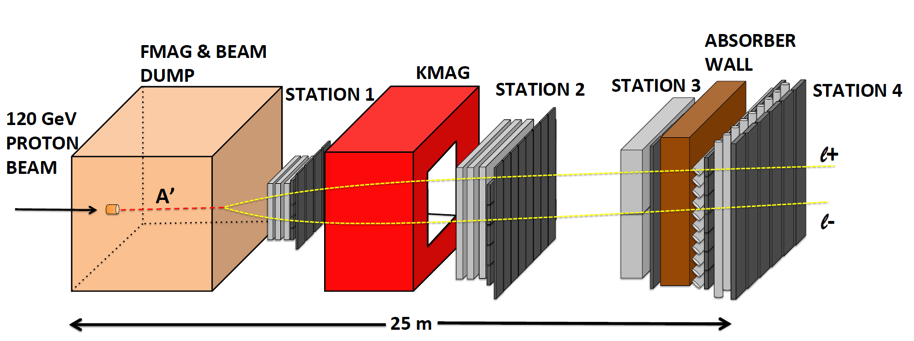 FMAG & BEAM
DUMP
120 GeV
PROTON
BEAM
A'
STATION 1
KMAG
STATION 2
STATION 3
ABSORBER
WALL
STATION 4
ℓ+
ℓ-
25 m